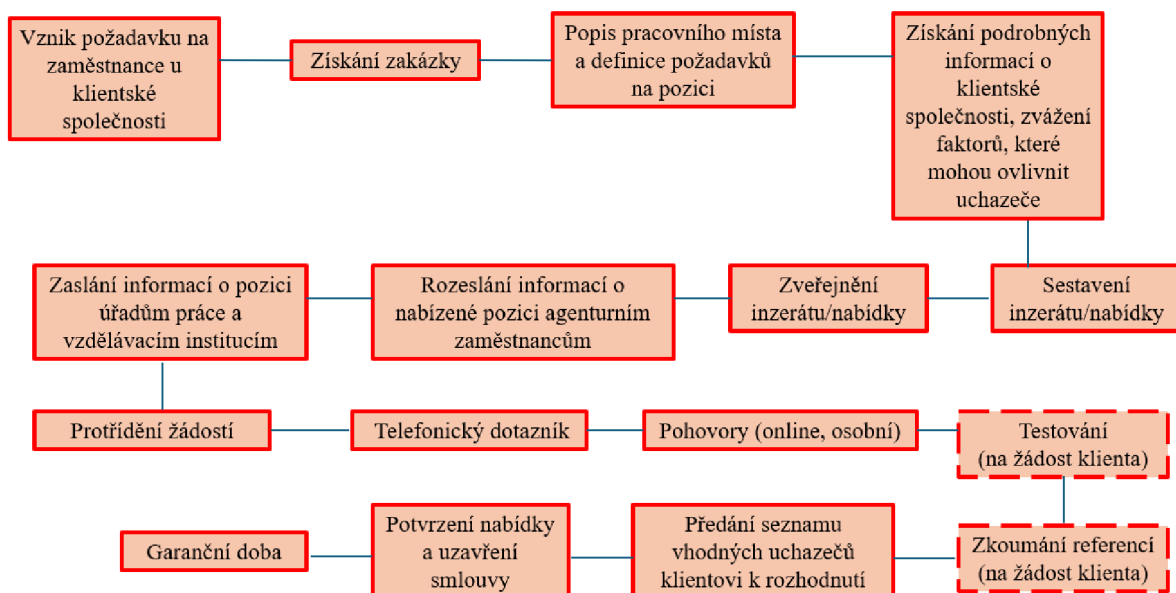 Vznik požadavku na
zaměstnance u
klientské
společnosti
Získání zakázky
Popis pracovního místa
a definice požadavků
na pozici
Získání podrobných
informací o
klientské
společnosti, zvážení
faktorů, které
mohou ovlivnit
uchazeče
Sestavení
inzerátu/nabídky
Zveřejnění
inzerátu/nabídky
Rozeslání informací o
nabízené pozici agenturním
zaměstnancům
Zaslání informací o pozici
úřadům práce a
vzdělávacím institucím
Protřídění žádostí
Telefonický dotazník
Pohovory (online, osobní)
Testování
(na žádost klienta)
Zkoumání referencí
(na žádost klienta)
Předání seznamu
vhodných uchazečů
klientovi k rozhodnutí
Potvrzení nabídky
a uzavření
smlouvy
Garanční doba